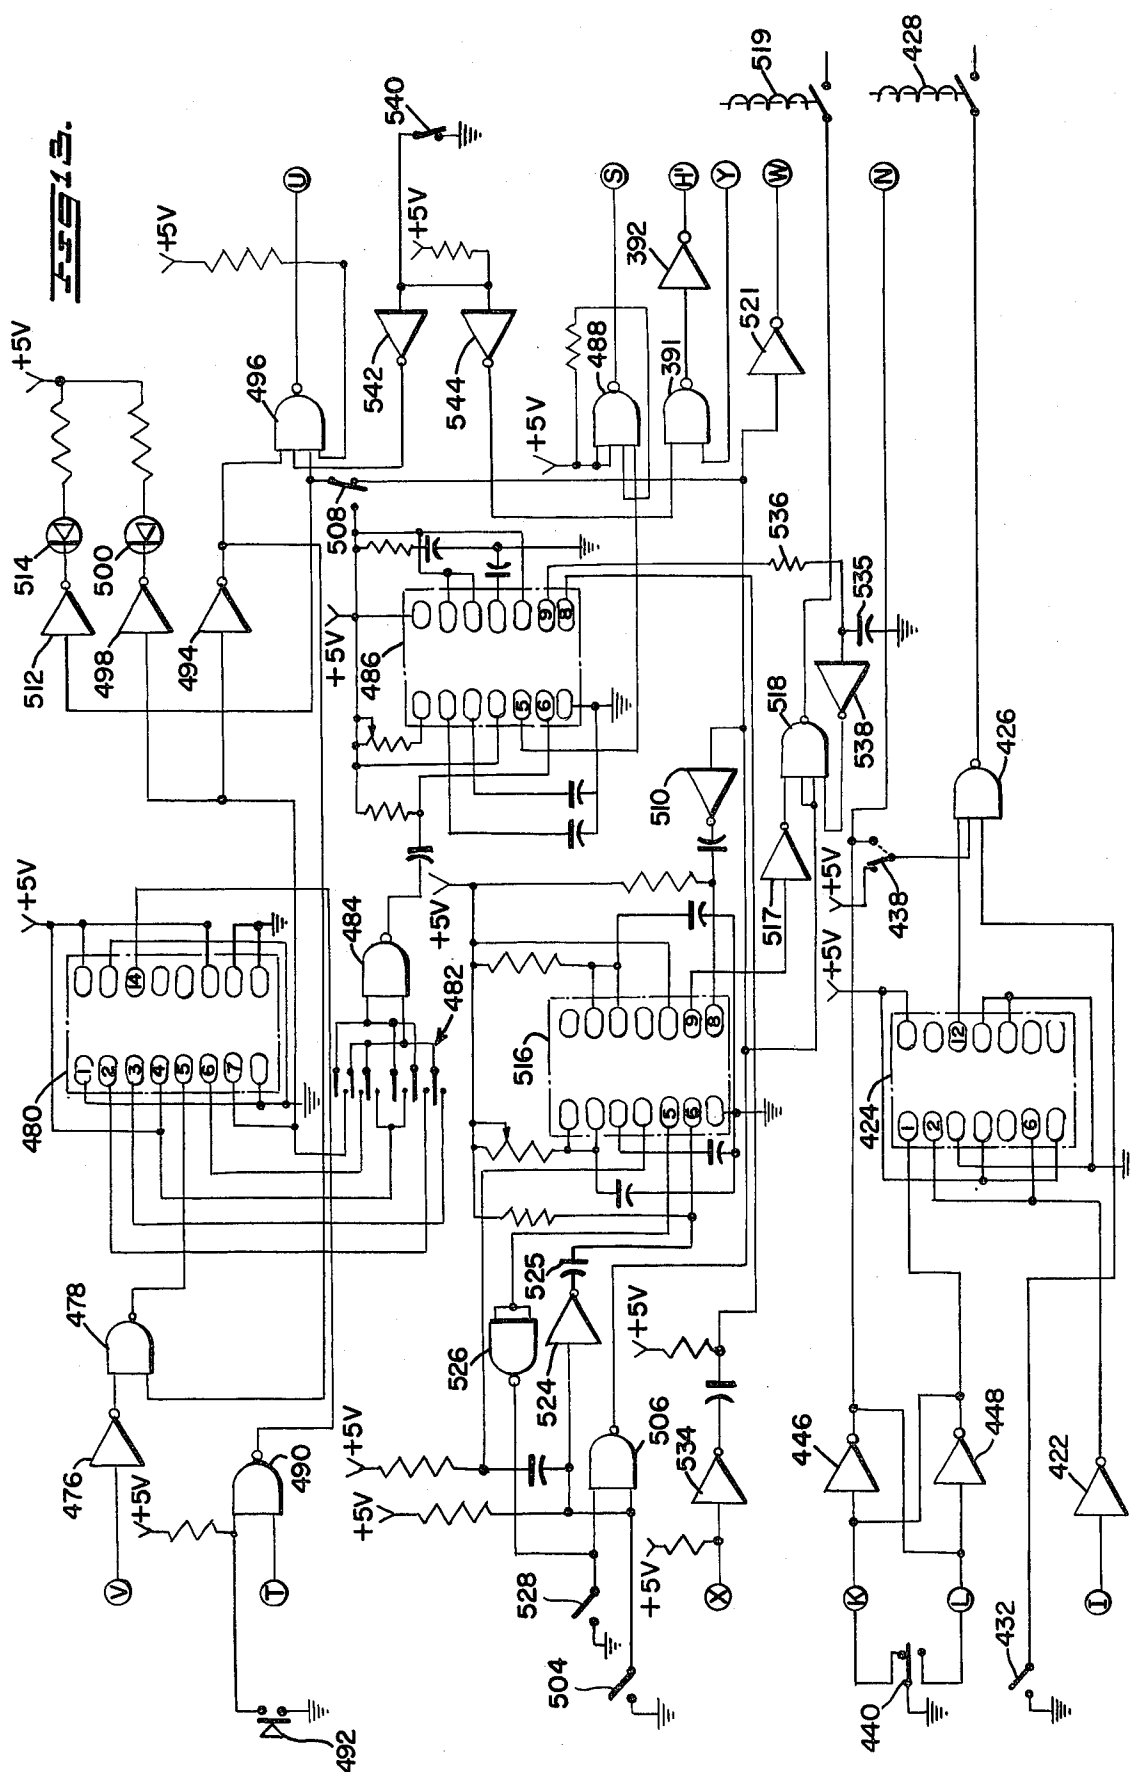 FIG 13.
+5V
514
500
512
498
494
496
+5V
U
540
+5V
542
544
508
+5V
486
5
6
9
8
+5V
488
S
391
392
H'
Y
521
W
519
428
N
536
535
538
518
517
510
+5V
480
1
2
3
4
5
6
7
14
484
482
+5V
516
5
6
9
8
+5V
+5V
438
426
424
1
2
6
12
478
476
V
+5V
490
T
492
526
524
525
+5V
+5V
506
528
504
+5V
534
+5V
X
446
448
K
L
440
432
422
I